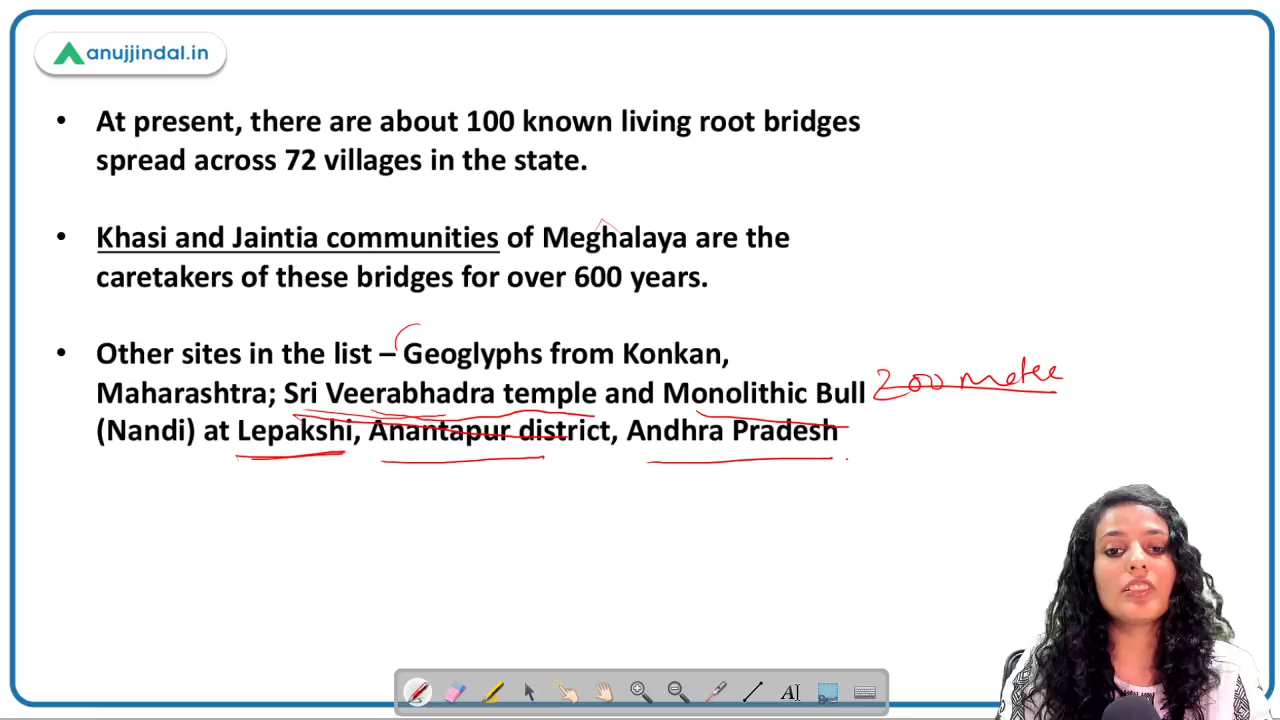 anujjindal.in
• At present, there are about 100 known living root bridges
spread across 72 villages in the state.
• Khasi and Jaintia communities of Meghalaya are the
caretakers of these bridges for over 600 years.
• Other sites in the list – Geoglyphs from Konkan,
Maharashtra; Sri Veerabhadra temple and Monolithic Bull
200 metre
(Nandi) at Lepakshi, Anantapur district, Andhra Pradesh
AI